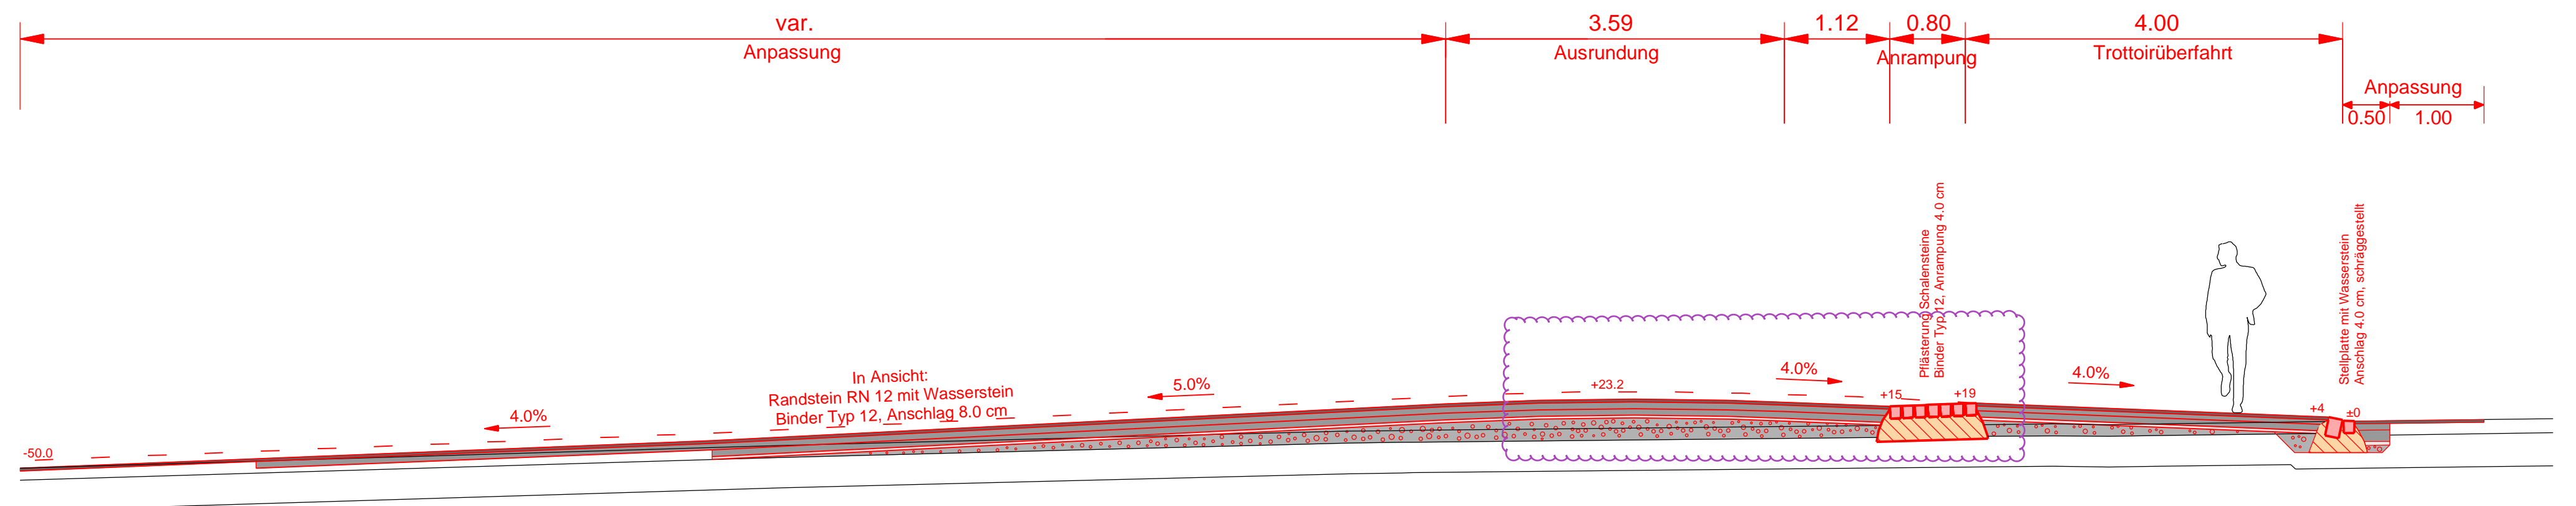 var.
3.59
1.12
0.80
4.00
Anpassung
Ausrundung
Anrampung
Trottoirüberfahrt
Anpassung
0.50
1.00
Pflästerung Schalensteine
Binder Typ 12, Anrampung 4.0 cm
Stellplatte mit Wasserstein
Anschlag 4.0 cm, schräggestellt
In Ansicht:
Randstein RN 12 mit Wasserstein
Binder Typ 12, Anschlag 8.0 cm
4.0%
5.0%
4.0%
4.0%
-50.0
+23.2
+15
+19
+4
±0